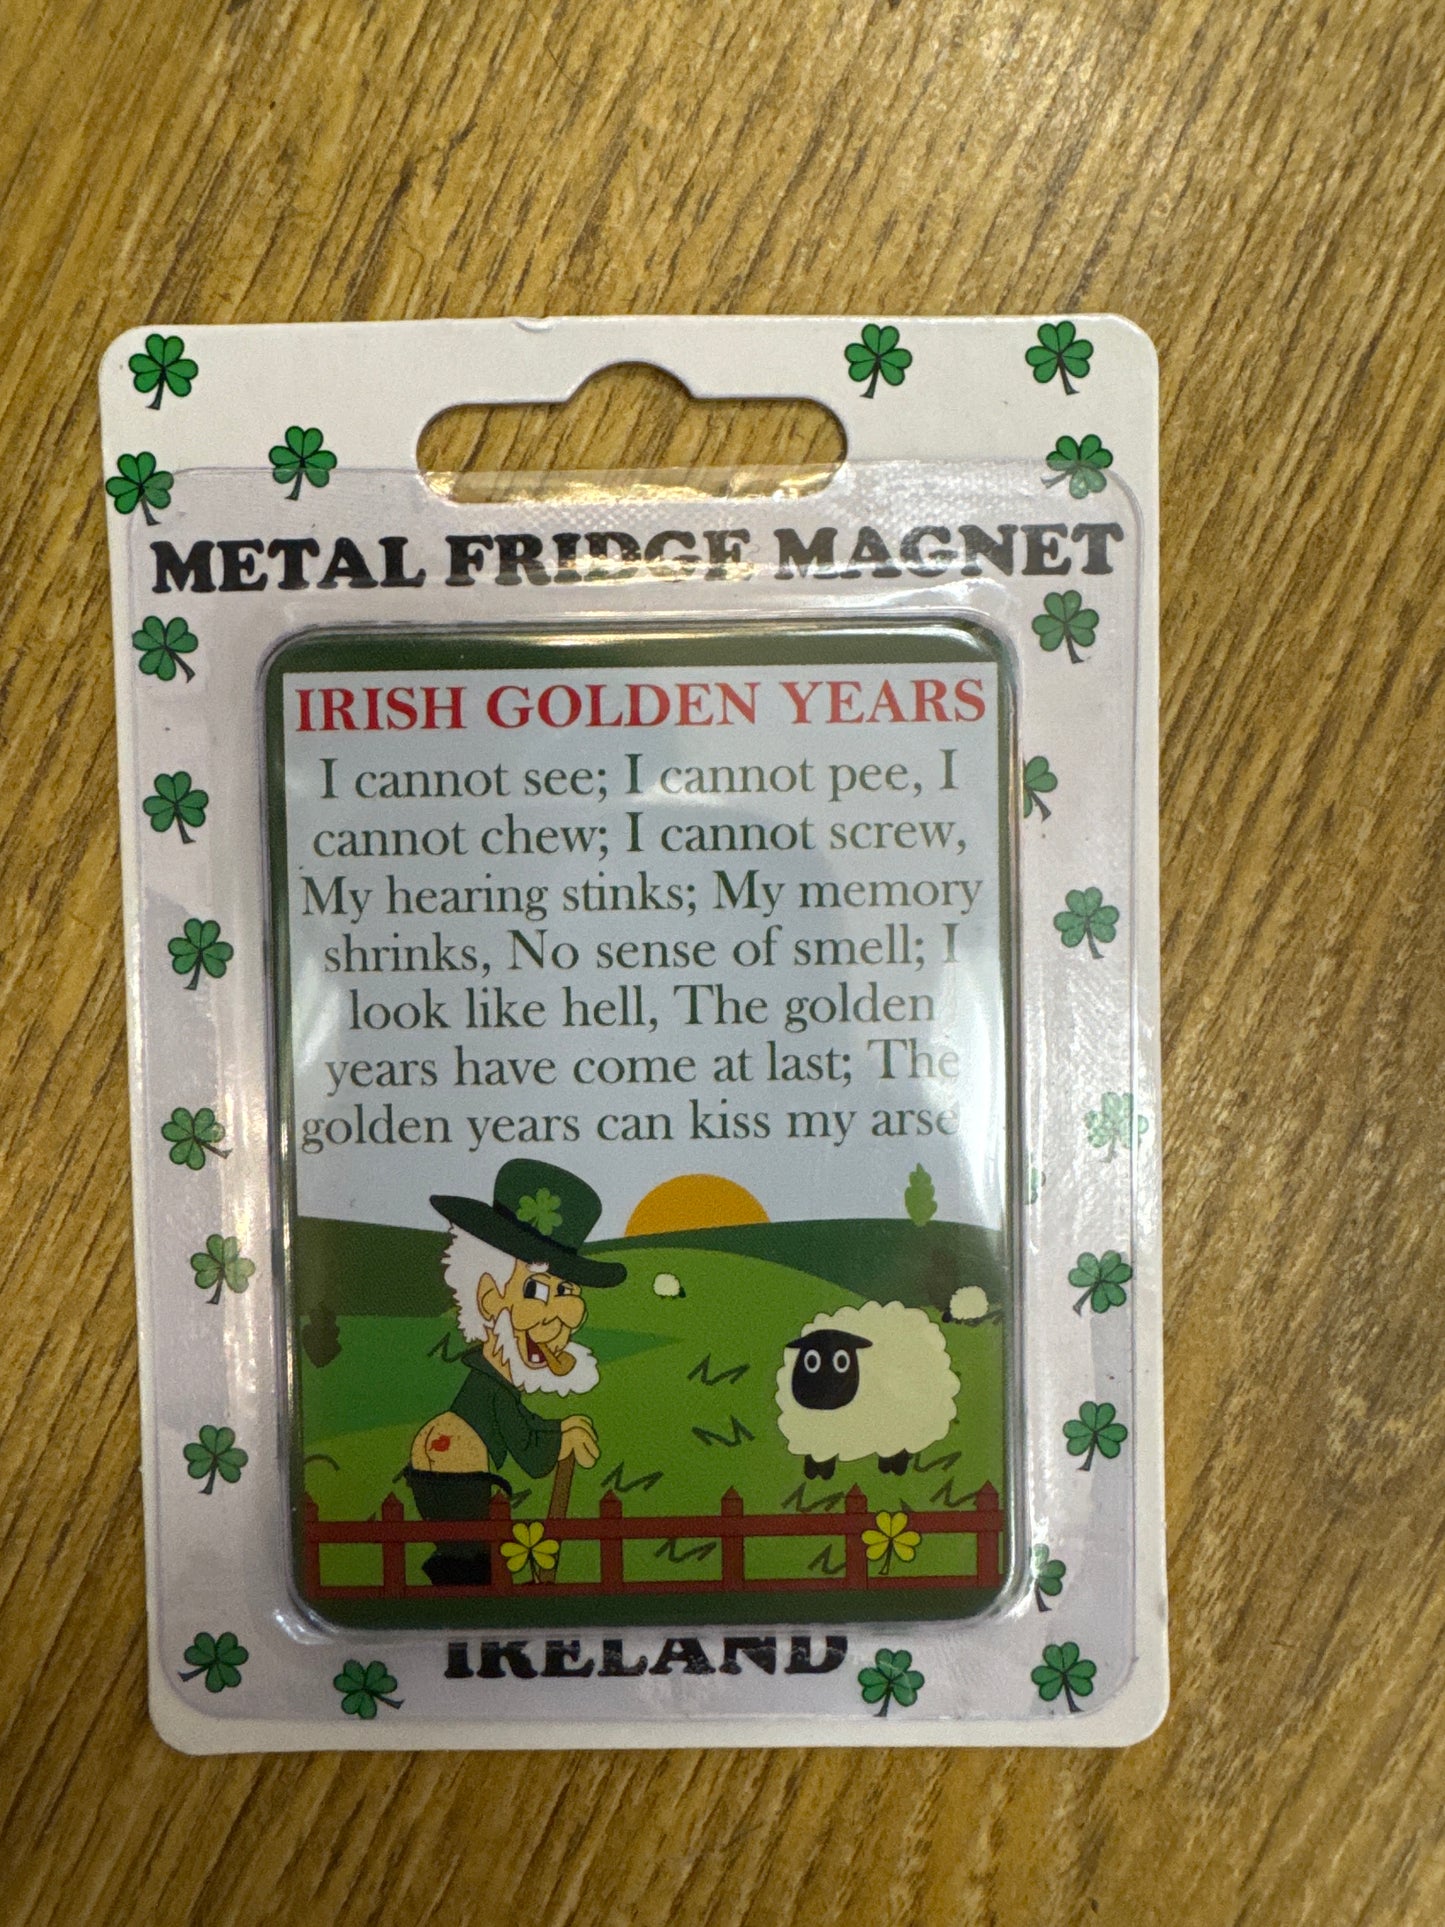 METAL FRIDGE MAGNET
IRISH GOLDEN YEARS
I cannot see; I cannot pee, I
cannot chew; I cannot screw,
My hearing stinks; My memory
shrinks, No sense of smell; I
look like hell, The golden
years have come at last; The
golden years can kiss my arse
IRELAND